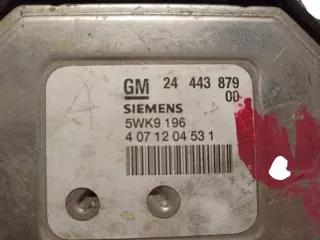 GM 24 443 879
00
SIEMENS
5WK9 196
4 07 12 04 53 1
A